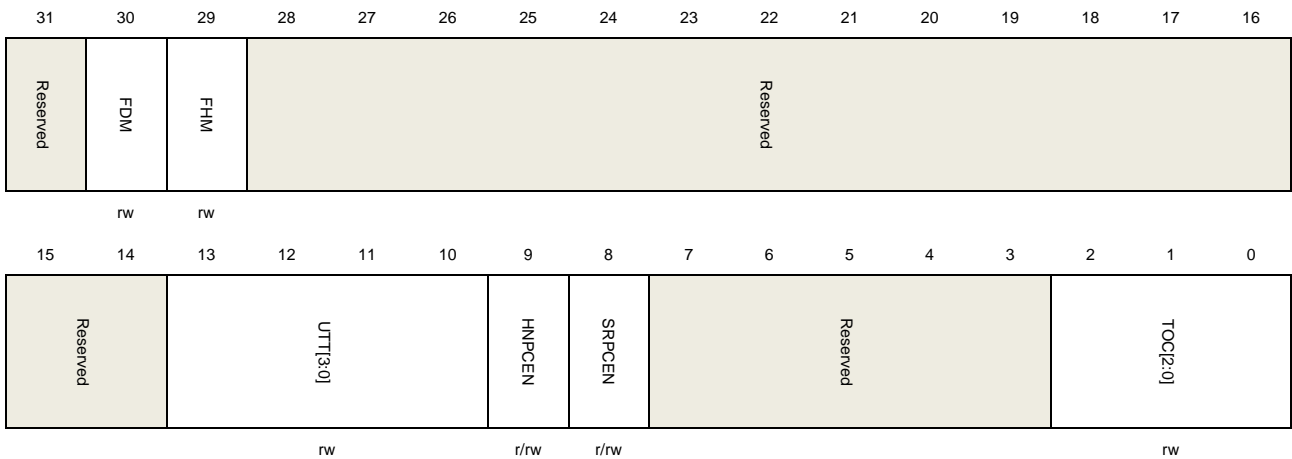 31 30 29 28 27 26 25 24 23 22 21 20 19 18 17 16
Reserved FDM FHM Reserved
rw rw
15 14 13 12 11 10 9 8 7 6 5 4 3 2 1 0
Reserved UTT[3:0] HNPCEN SRPCEN Reserved TOC[2:0]
rw r/rw r/rw rw